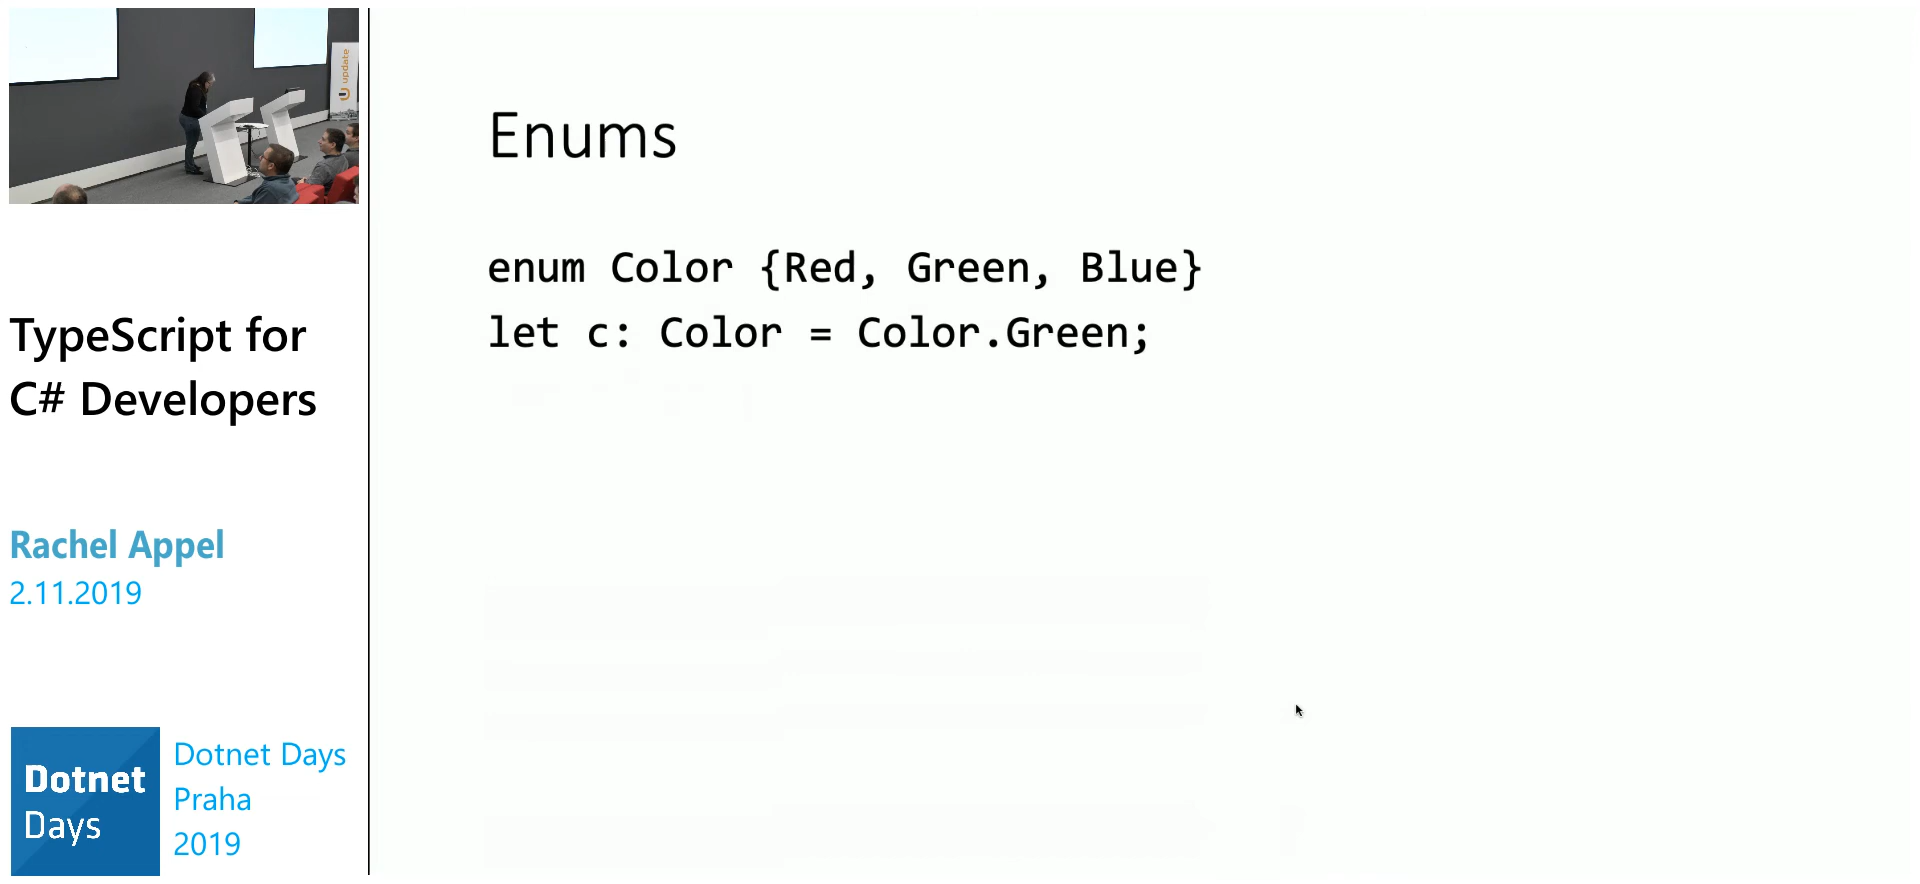 update
TypeScript for
C# Developers
Rachel Appel
2.11.2019
Dotnet
Days
Dotnet Days
Praha
2019
Enums
enum Color {Red, Green, Blue}
let c: Color = Color.Green;